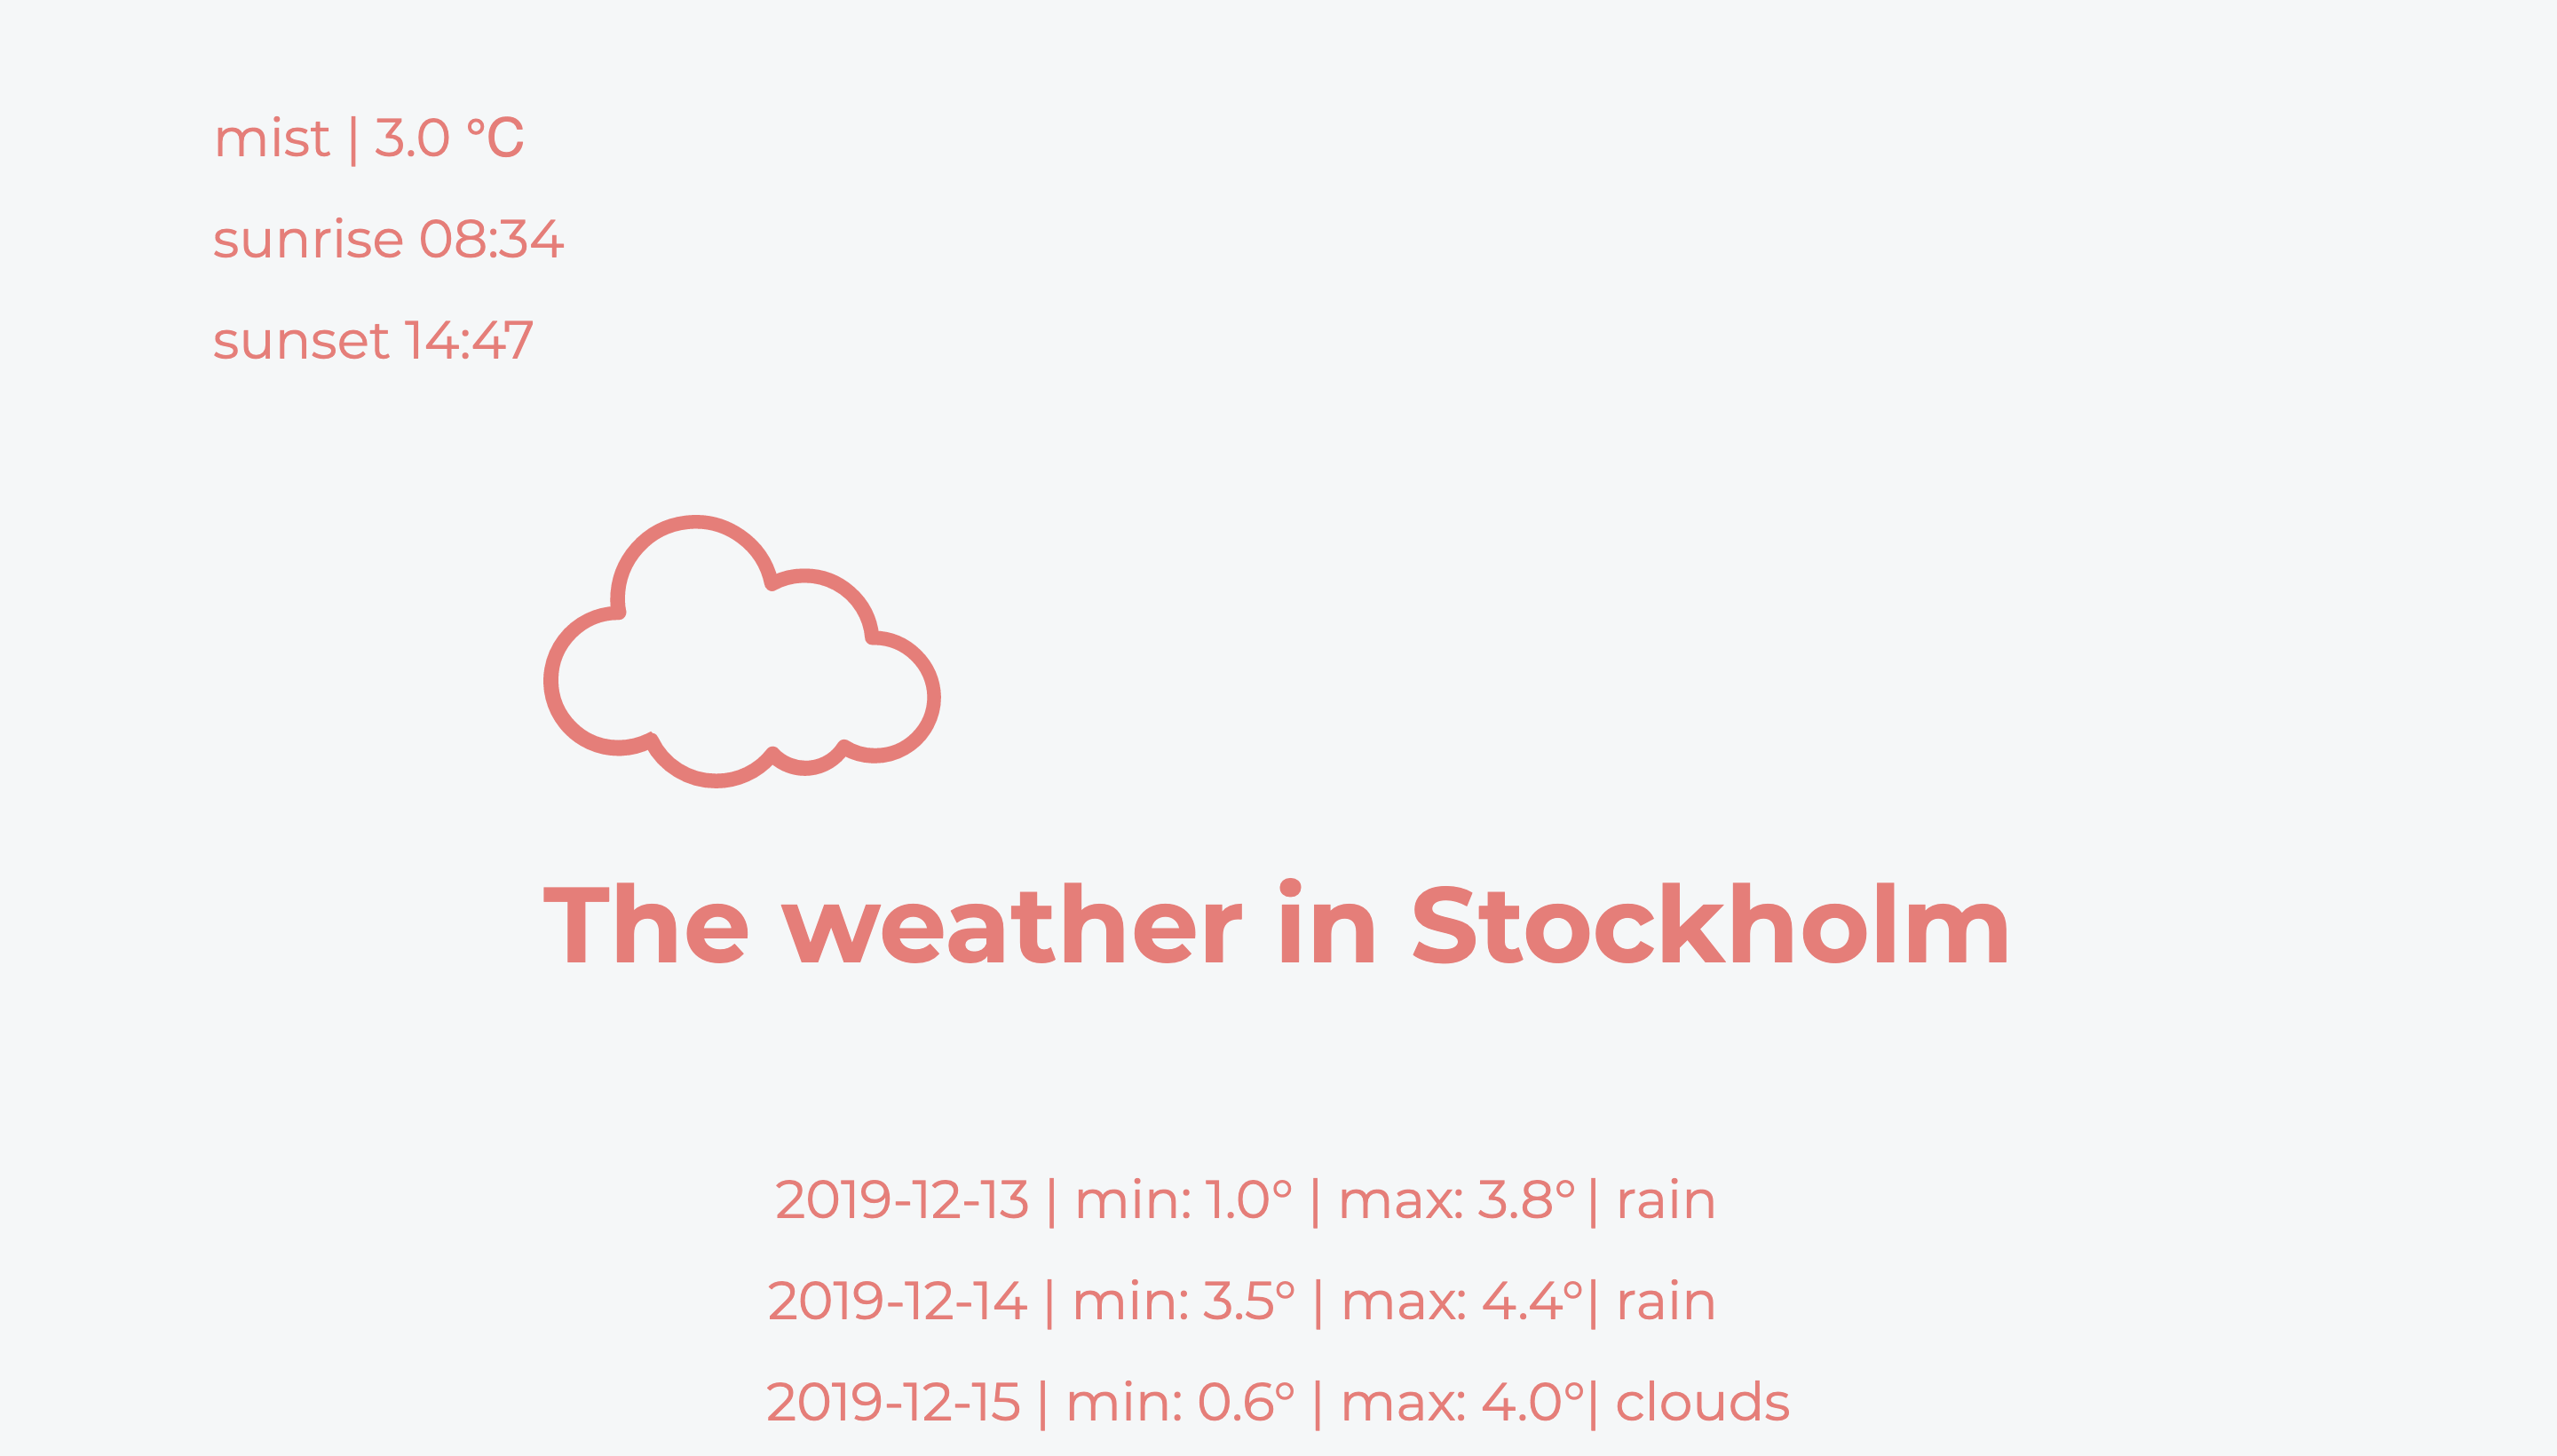 mist | 3.0 °C
sunrise 08:34
sunset 14:47
The weather in Stockholm
2019-12-13 | min: 1.0° | max: 3.8° | rain
2019-12-14 | min: 3.5° | max: 4.4°| rain
2019-12-15 | min: 0.6° | max: 4.0°| clouds